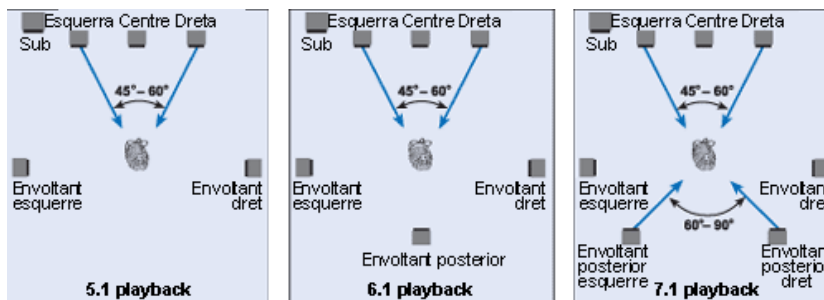 Esquerra Centre Dreta
Sub
45°– 60°
Envoltant
esquerre
Envoltant
dret
5.1 playback
Esquerra Centre Dreta
Sub
45°– 60°
Envoltant
esquerre
Envoltant
dret
Envoltant posterior
6.1 playback
Esquerra Centre Dreta
Sub
45°– 60°
Envoltant
esquerre
Envoltant
dret
60°– 90°
Envoltant
posterior
esquerre
Envoltant
posterior
dret
7.1 playback